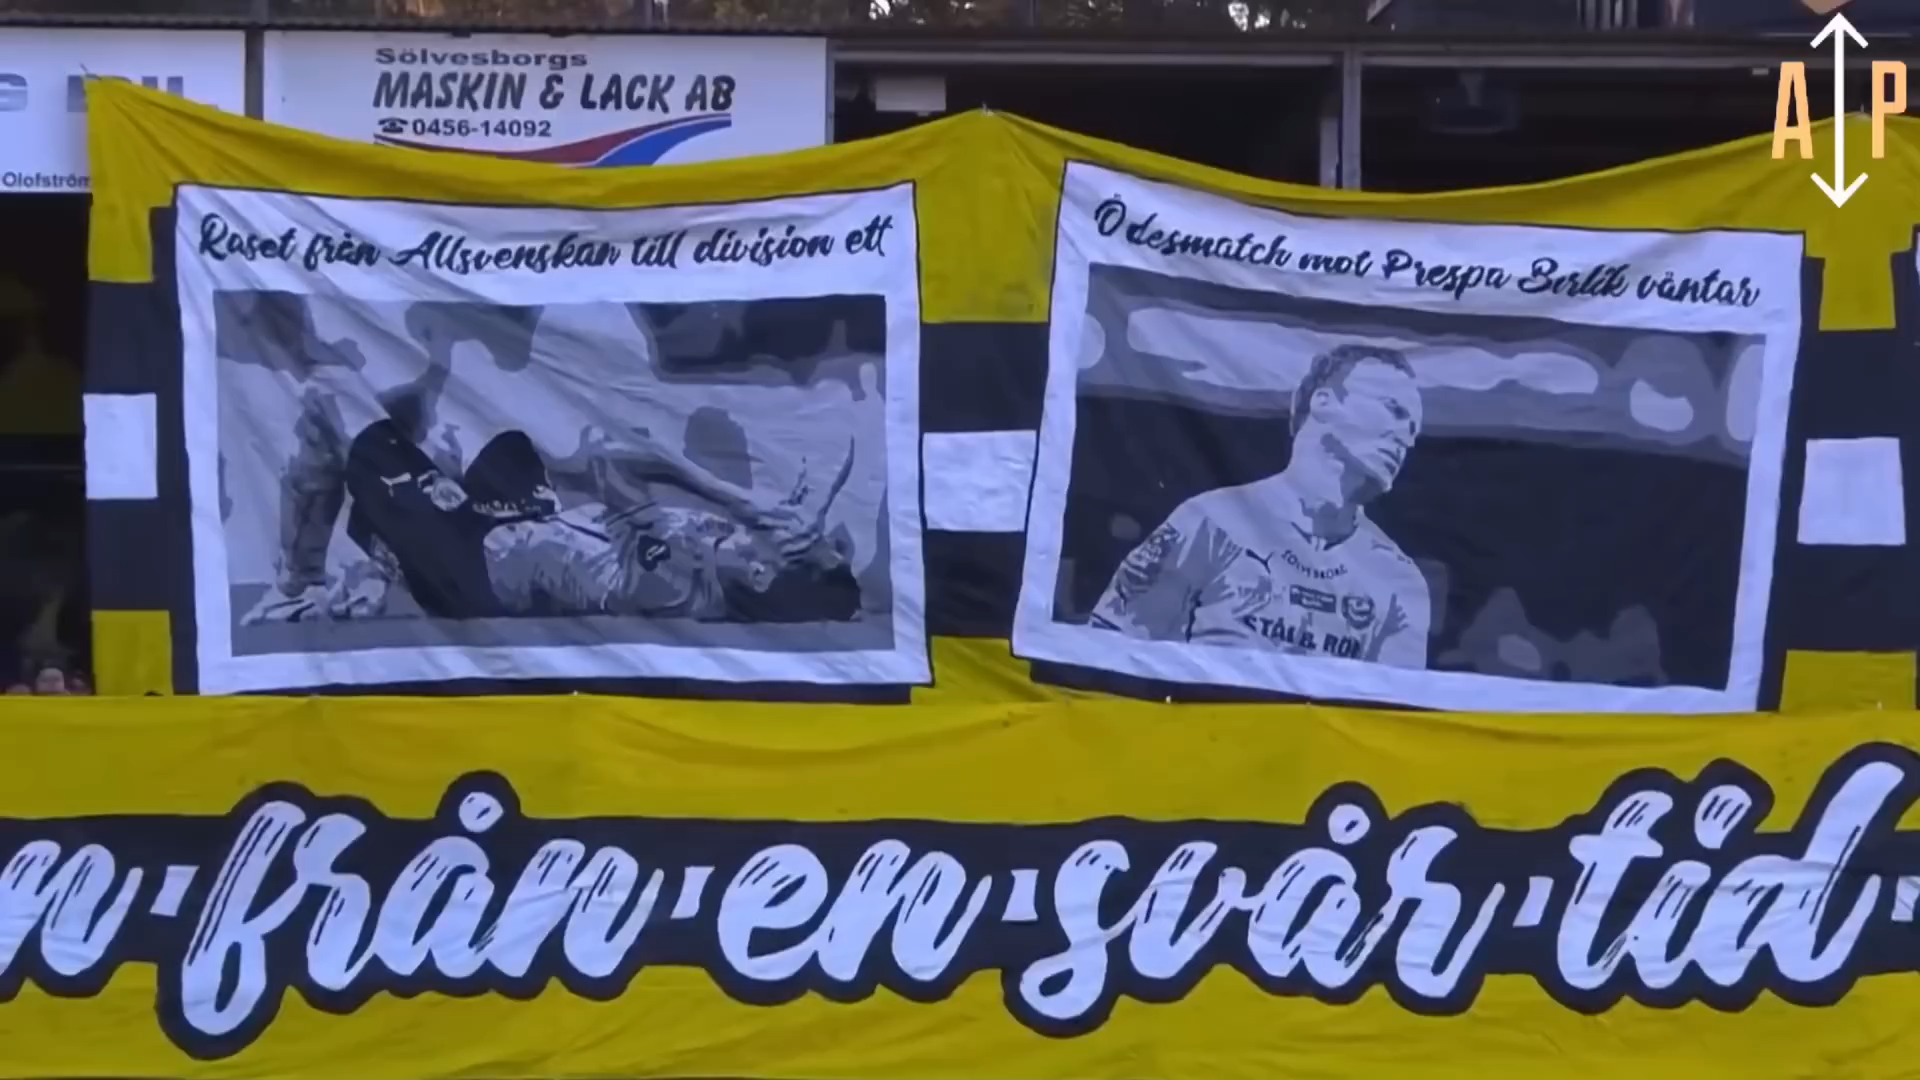 Sölvesborgs
MASKIN & LACK AB
☎0456-14092
Olofström
A P
Raset från Allsvenskan till division ett
Ödesmatch mot Prespa Birlik väntar
SÖLVESBORG
STÅL & RÖR
från en svår tid